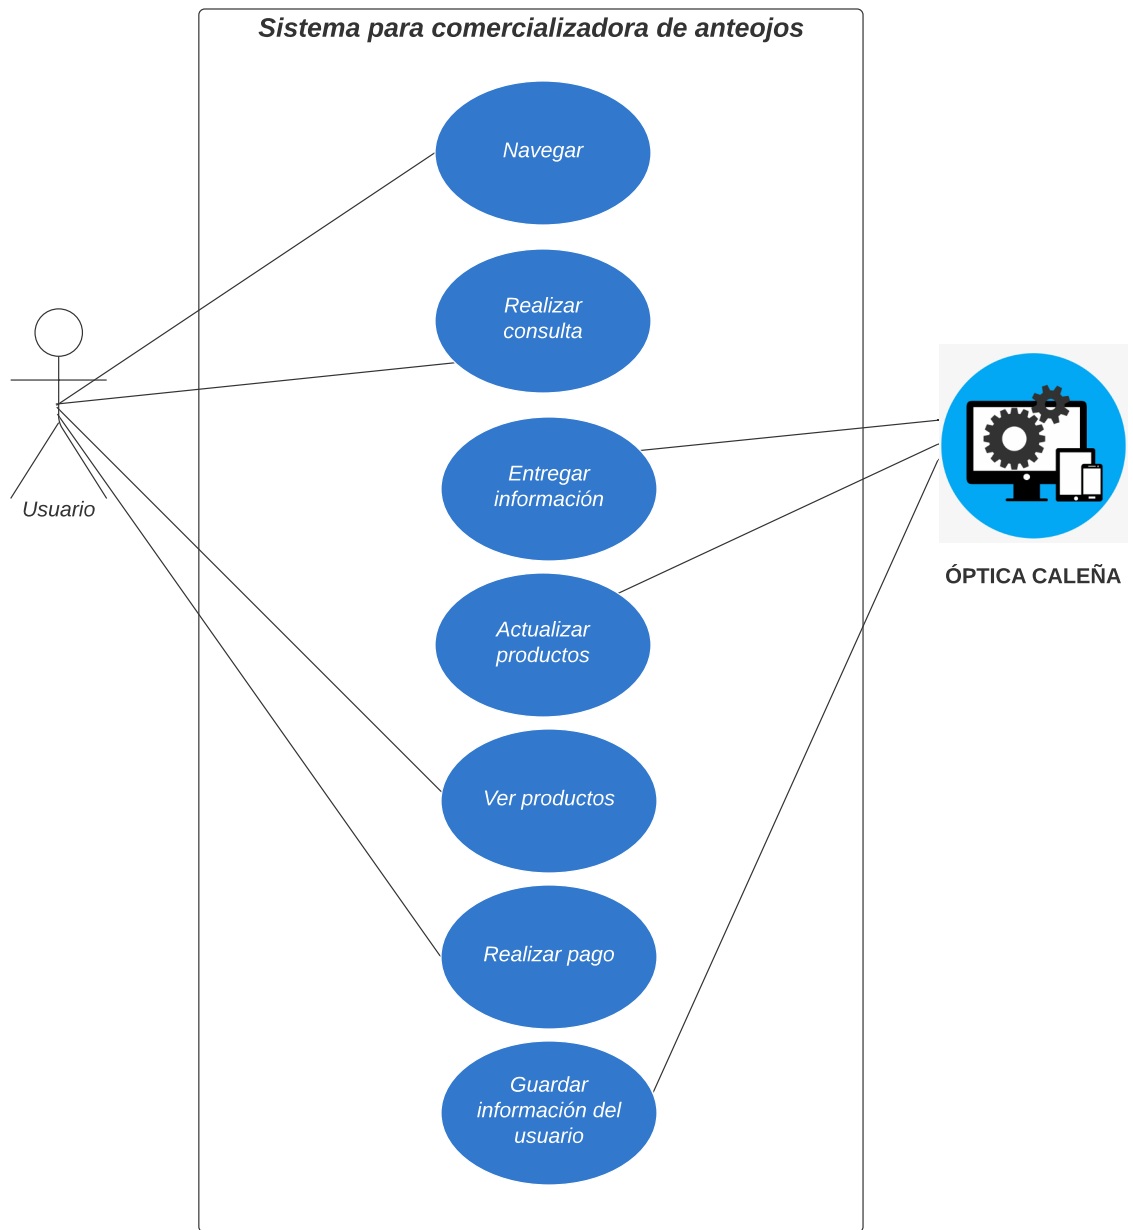 Sistema para comercializadora de anteojos
Navegar
Realizar
consulta
Entregar
información
Usuario
ÓPTICA CALEÑA
Actualizar
productos
Ver productos
Realizar pago
Guardar
información del
usuario